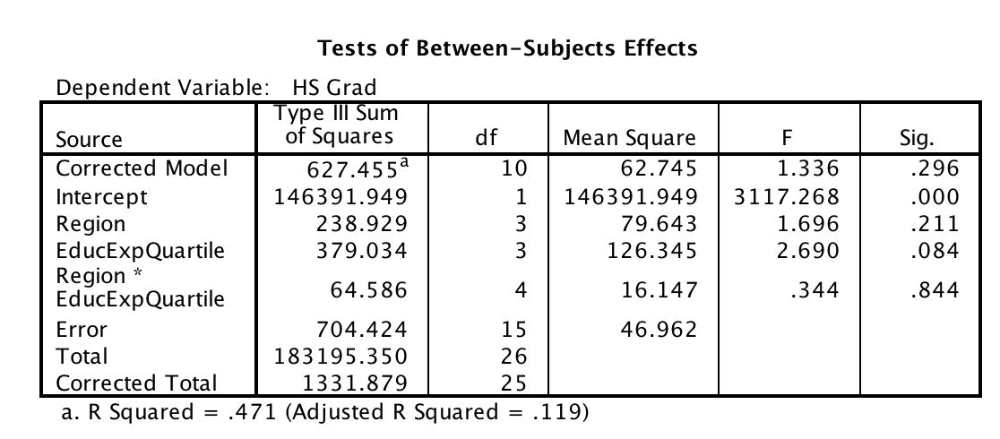 Tests of Between-Subjects Effects
Dependent Variable: HS Grad
Source Type III Sum of Squares df Mean Square F Sig.
Corrected Model 627.455a 10 62.745 1.336 .296
Intercept 146391.949 1 146391.949 3117.268 .000
Region 238.929 3 79.643 1.696 .211
EducExpQuartile 379.034 3 126.345 2.690 .084
Region * EducExpQuartile 64.586 4 16.147 .344 .844
Error 704.424 15 46.962
Total 183195.350 26
Corrected Total 1331.879 25
a. R Squared = .471 (Adjusted R Squared = .119)